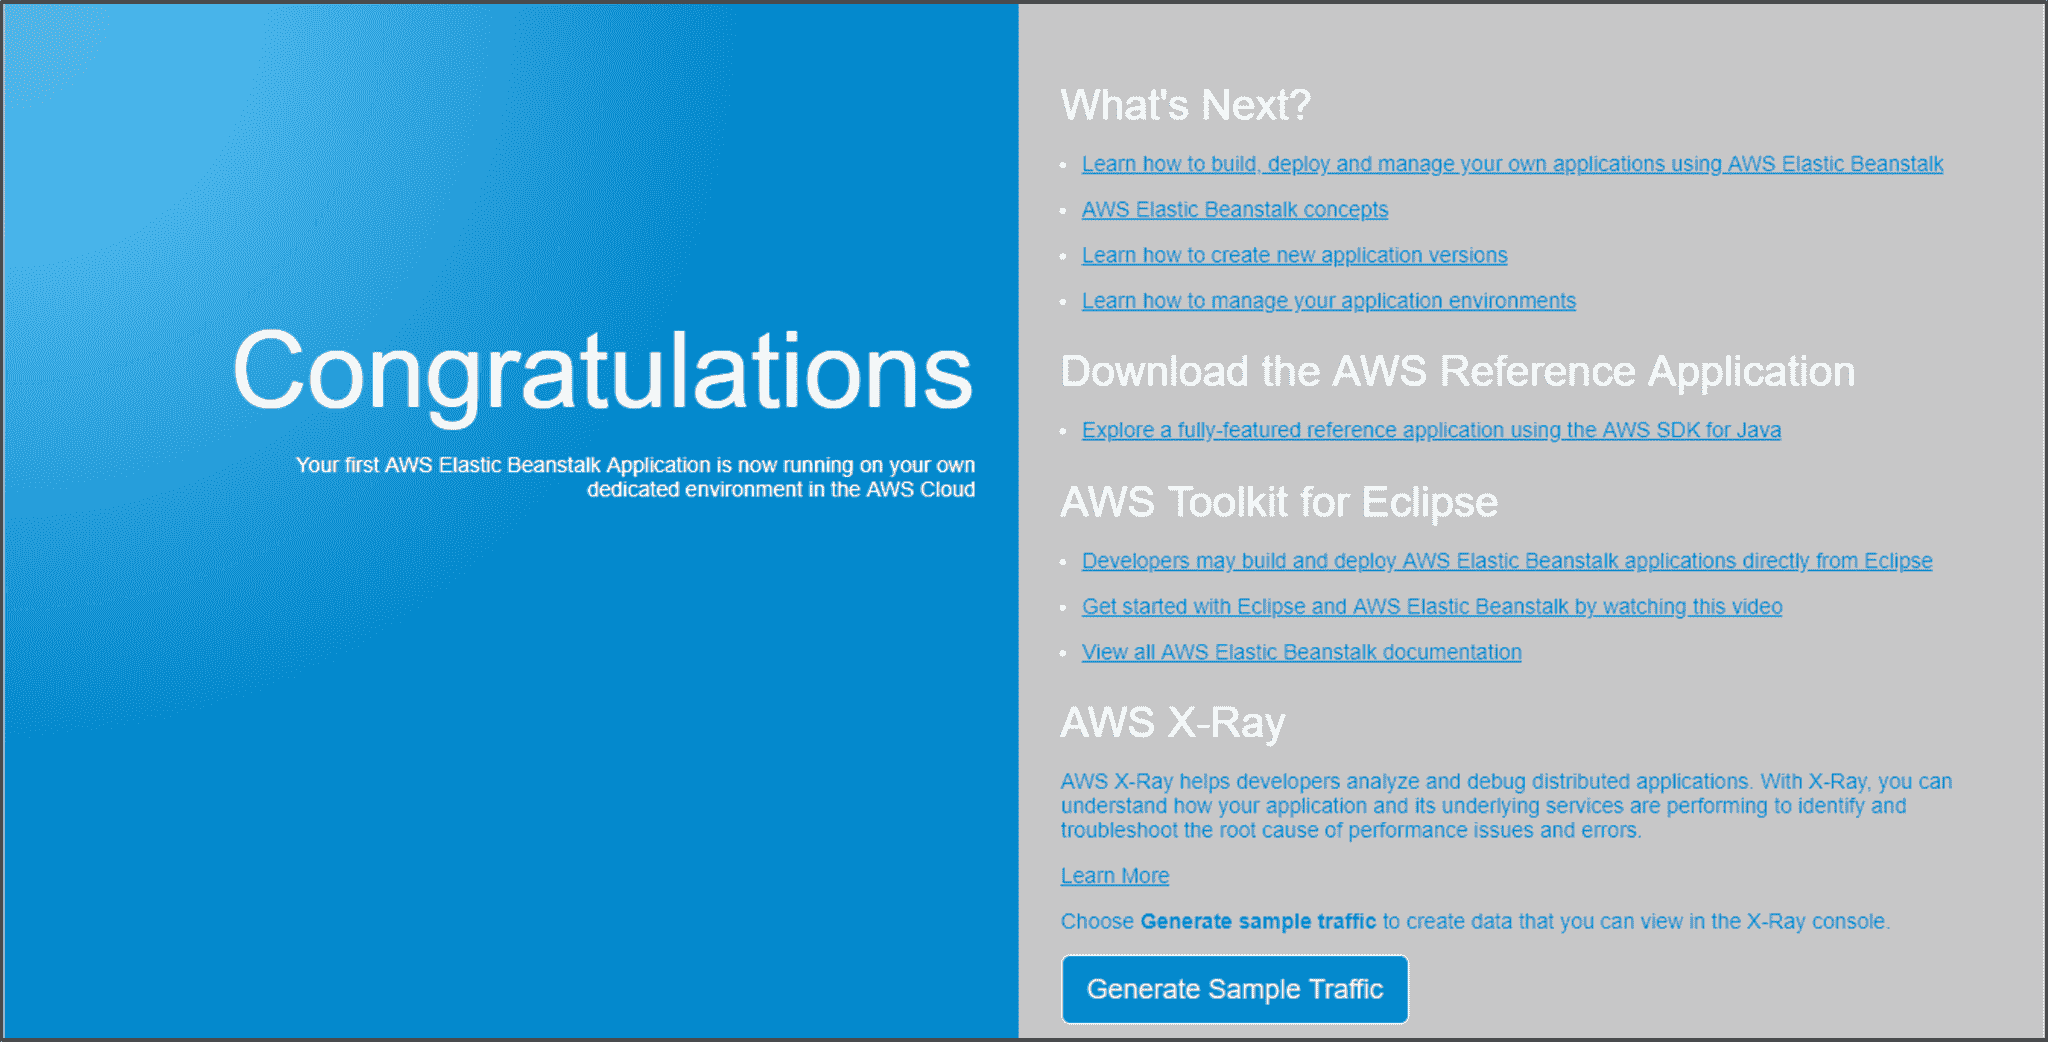 Congratulations
Your first AWS Elastic Beanstalk Application is now running on your own
dedicated environment in the AWS Cloud
What's Next?
Learn how to build, deploy and manage your own applications using AWS Elastic Beanstalk
AWS Elastic Beanstalk concepts
Learn how to create new application versions
Learn how to manage your application environments
Download the AWS Reference Application
Explore a fully-featured reference application using the AWS SDK for Java
AWS Toolkit for Eclipse
Developers may build and deploy AWS Elastic Beanstalk applications directly from Eclipse
Get started with Eclipse and AWS Elastic Beanstalk by watching this video
View all AWS Elastic Beanstalk documentation
AWS X-Ray
AWS X-Ray helps developers analyze and debug distributed applications. With X-Ray, you can
understand how your application and its underlying services are performing to identify and
troubleshoot the root cause of performance issues and errors.
Learn More
Choose Generate sample traffic to create data that you can view in the X-Ray console.
Generate Sample Traffic